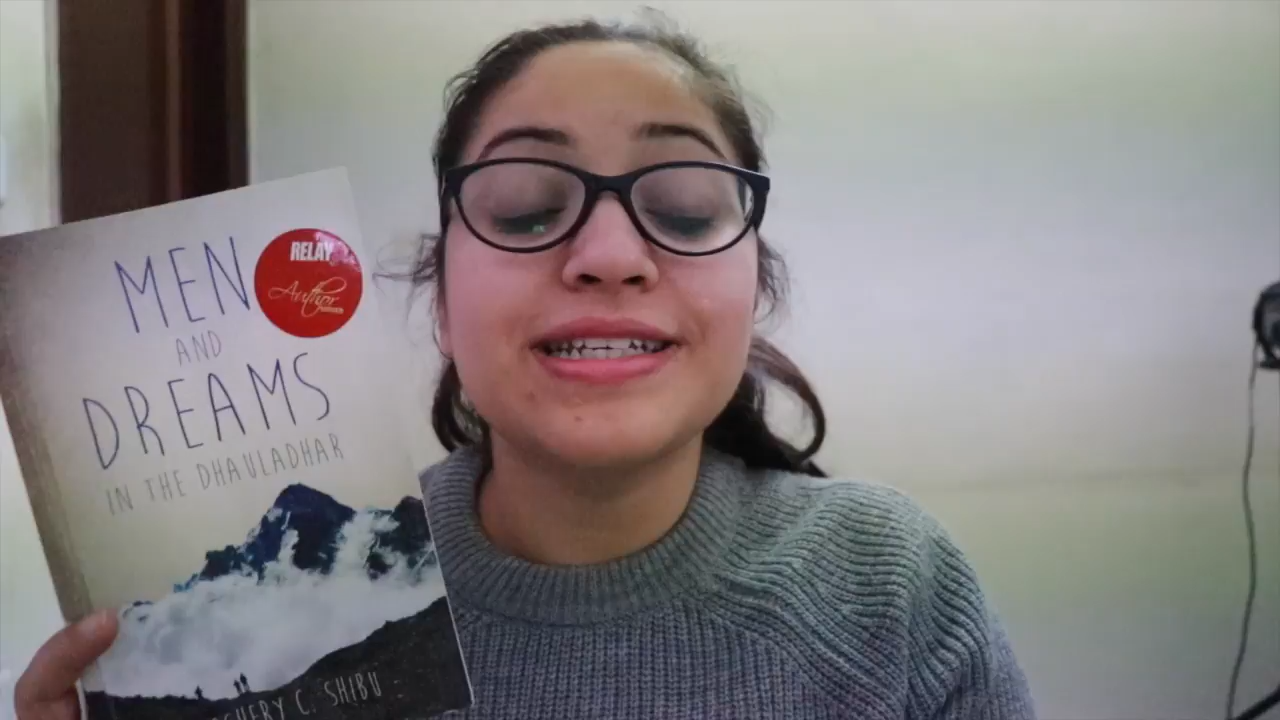 MEN
AND
DREAMS
IN THE DHAULADHAR
RELAY
Author
C. SHIBU